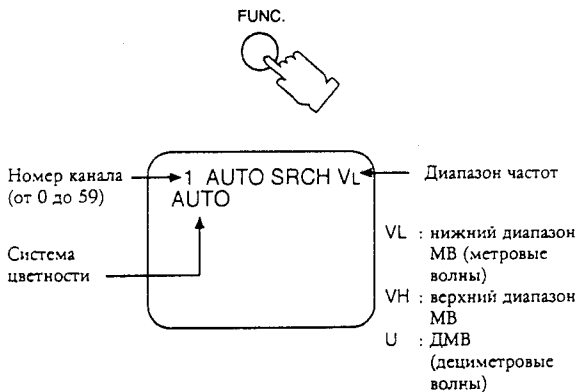 FUNC.
Номер канала
(от 0 до 59)
1 AUTO SRCH VL
AUTO
Диапазон частот
Система
цветности
VL : нижний диапазон
МВ (метровые
волны)
VH : верхний диапазон
МВ
U : ДМВ
(дециметровые
волны)